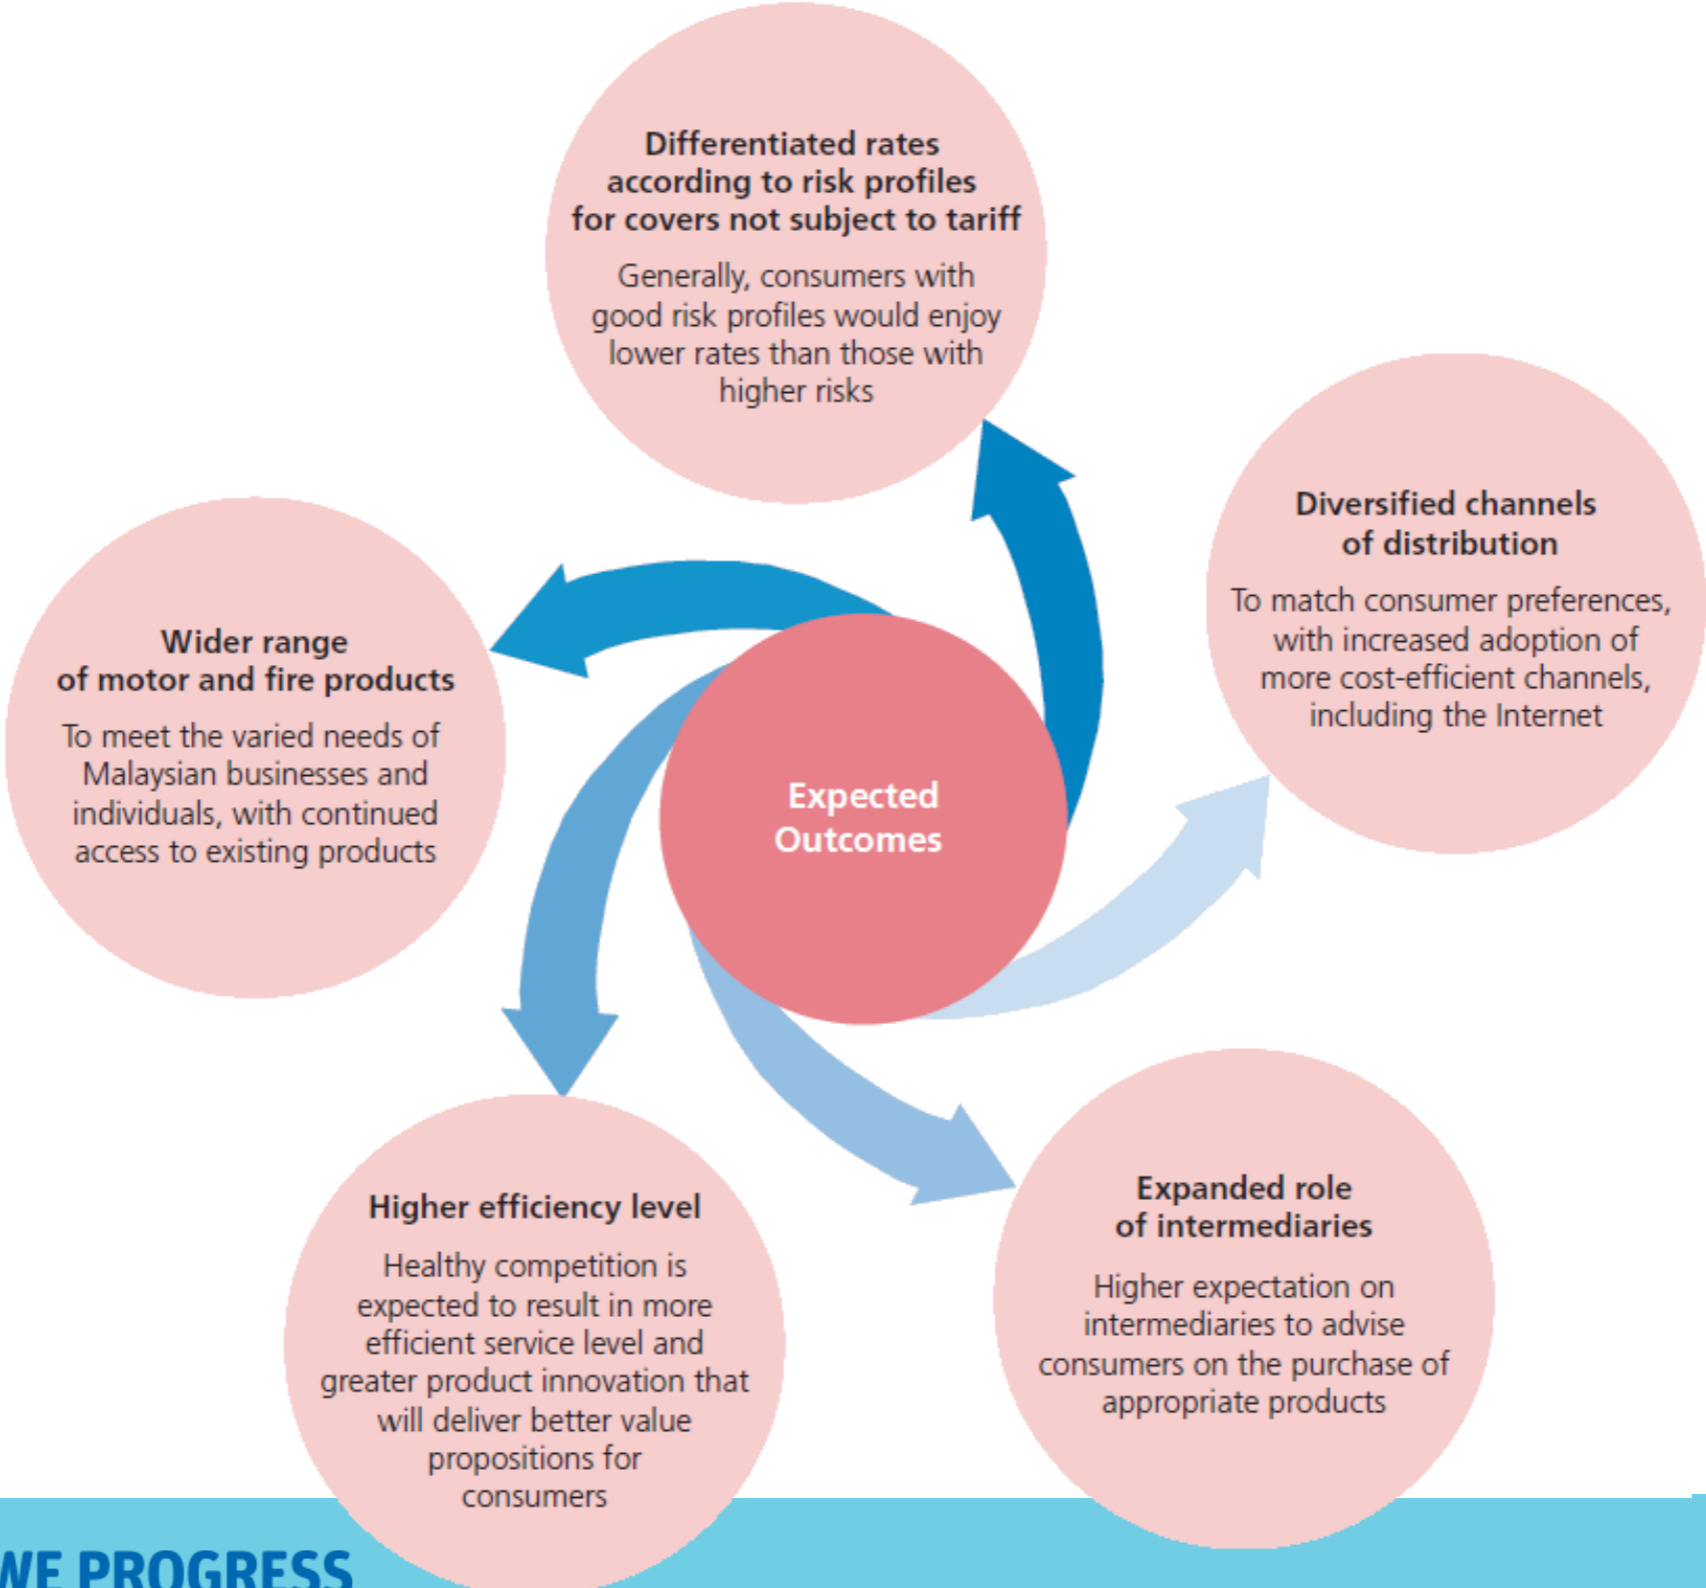 Differentiated rates
according to risk profiles
for covers not subject to tariff
Generally, consumers with
good risk profiles would enjoy
lower rates than those with
higher risks
Diversified channels
of distribution
To match consumer preferences,
with increased adoption of
more cost-efficient channels,
including the Internet
Wider range
of motor and fire products
To meet the varied needs of
Malaysian businesses and
individuals, with continued
access to existing products
Expected
Outcomes
Higher efficiency level
Healthy competition is
expected to result in more
efficient service level and
greater product innovation that
will deliver better value
propositions for
consumers
Expanded role
of intermediaries
Higher expectation on
intermediaries to advise
consumers on the purchase of
appropriate products
WE PROGRESS